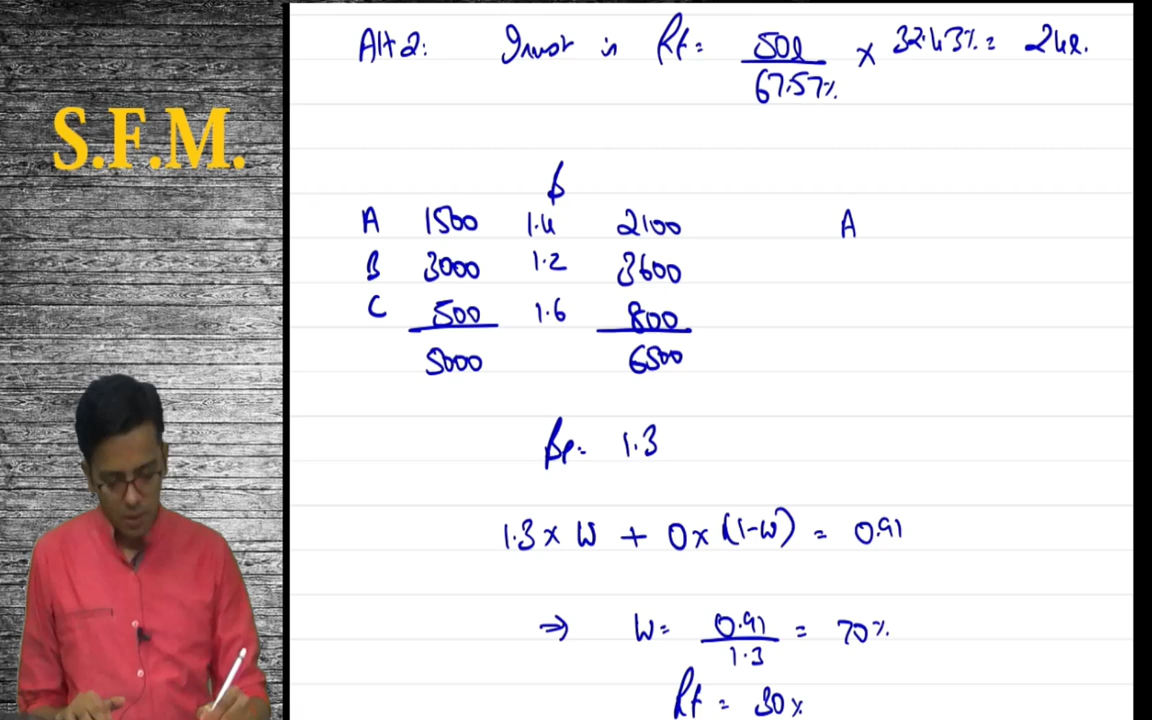 Alt 2: Invest in Rf = 50L / 67.57% × 32.43% = 24L.
S.F.M.
β
A 1500 1.4 2100 A
B 3000 1.2 3600
C 500 1.6 800
5000 6500
βp = 1.3
1.3 × W + 0 × (1-W) = 0.91
⇒ W = 0.91 / 1.3 = 70%
Rf = 30%